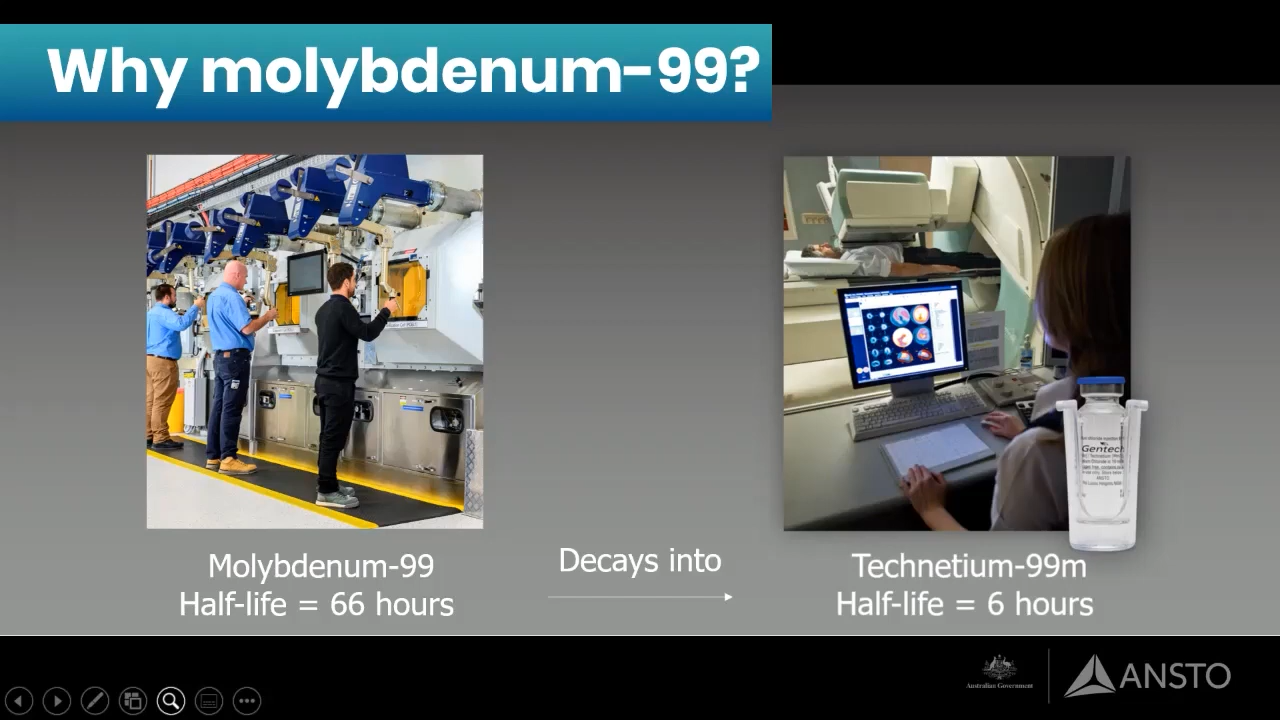 Why molybdenum-99?
Gentech
ANSTO
Molybdenum-99
Half-life = 66 hours
Decays into
Technetium-99m
Half-life = 6 hours
Australian Government
ANSTO